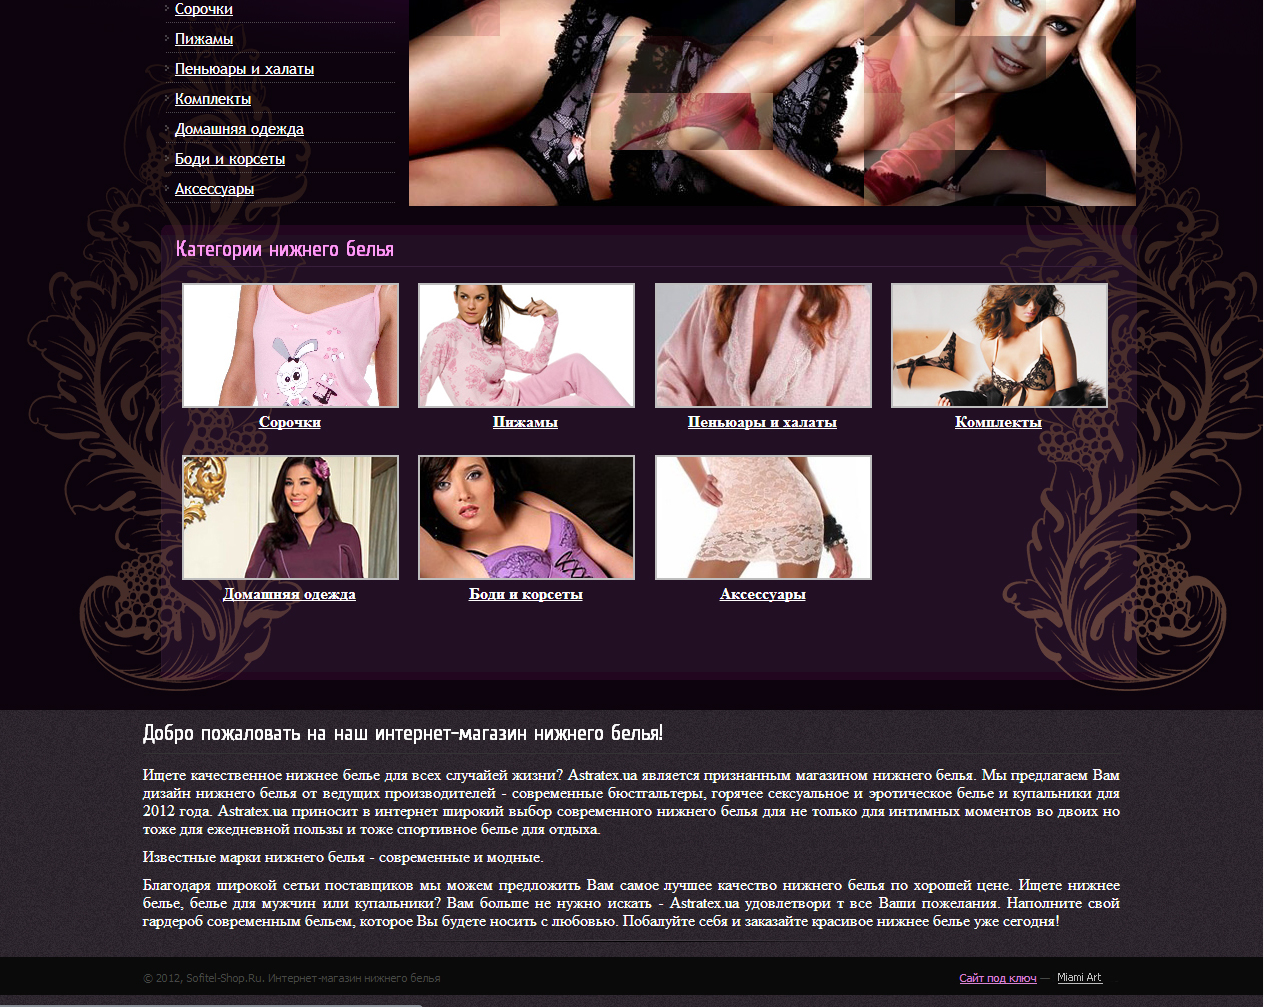 Сорочки
Пижамы
Пеньюары и халаты
Комплекты
Домашняя одежда
Боди и корсеты
Аксессуары
Категории нижнего белья
Сорочки
Пижамы
Пеньюары и халаты
Комплекты
Домашняя одежда
Боди и корсеты
Аксессуары
Добро пожаловать на наш интернет-магазин нижнего белья!
Ищете качественное нижнее белье для всех случайей жизни? Astratex.ua является признанным магазином нижнего белья. Мы предлагаем Вам
дизайн нижнего белья от ведущих производителей - современные бюстгальтеры, горячее сексуальное и эротическое белье и купальники для
2012 года. Astratex.ua приносит в интернет широкий выбор современного нижнего белья для не только для интимных моментов во двоих но
тоже для ежедневной пользы и тоже спортивное белье для отдыха.
Известные марки нижнего белья - современные и модные.
Благодаря широкой сетьи поставщиков мы можем предложить Вам самое лучшее качество нижнего белья по хорошей цене. Ищете нижнее
белье, белье для мужчин или купальники? Вам больше не нужно искать - Astratex.ua удовлетвори т все Ваши пожелания. Наполните свой
гардероб современным бельем, которое Вы будете носить с любовью. Побалуйте себя и заказайте красивое нижнее белье уже сегодня!
© 2012, Sofitel-Shop.Ru. Интернет-магазин нижнего белья
Сайт под ключ — Miami Art